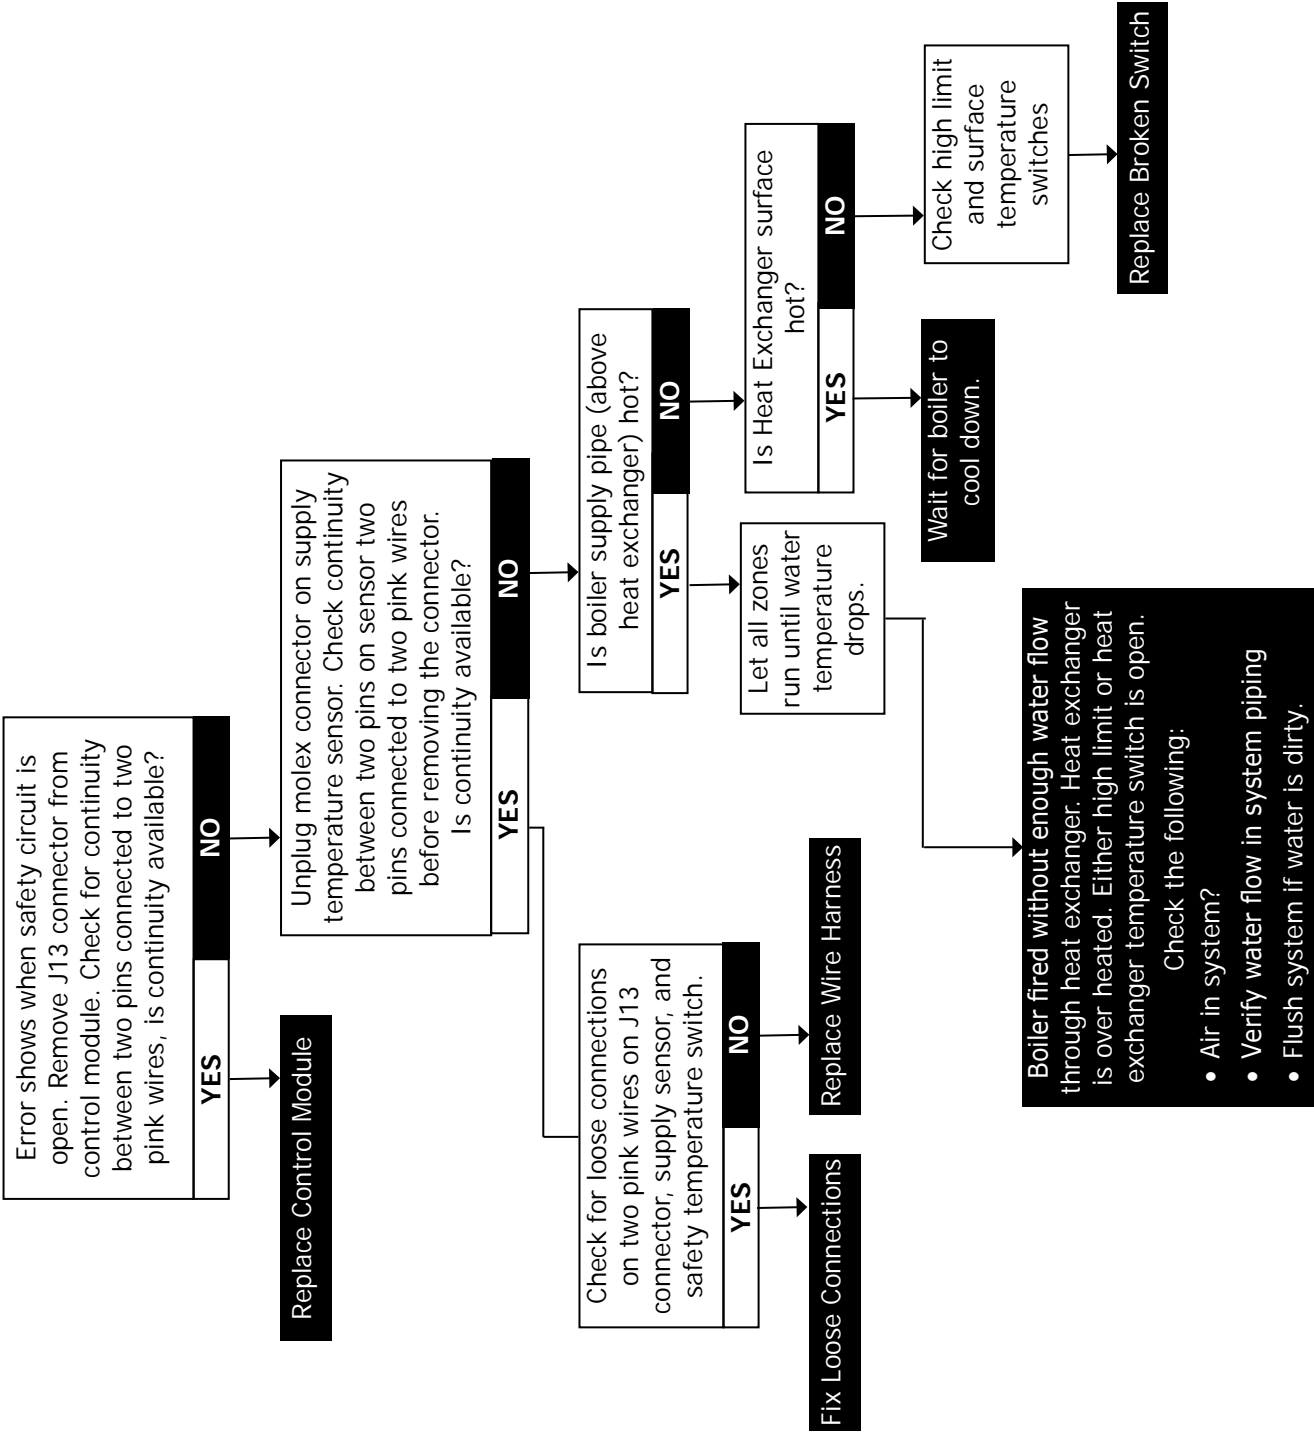 Error shows when safety circuit is
open. Remove J13 connector from
control module. Check for continuity
between two pins connected to two
pink wires, is continuity available?
YES
NO
Replace Control Module
Unplug molex connector on supply
temperature sensor. Check continuity
between two pins on sensor two
pins connected to two pink wires
before removing the connector.
Is continuity available?
YES
NO
Check for loose connections
on two pink wires on J13
connector, supply sensor, and
safety temperature switch.
YES
NO
Fix Loose Connections
Replace Wire Harness
Is boiler supply pipe (above
heat exchanger) hot?
YES
NO
Let all zones
run until water
temperature
drops.
Boiler fired without enough water flow
through heat exchanger. Heat exchanger
is over heated. Either high limit or heat
exchanger temperature switch is open.
Check the following:
• Air in system?
• Verify water flow in system piping
• Flush system if water is dirty.
Is Heat Exchanger surface
hot?
YES
NO
Wait for boiler to
cool down.
Check high limit
and surface
temperature
switches
Replace Broken Switch